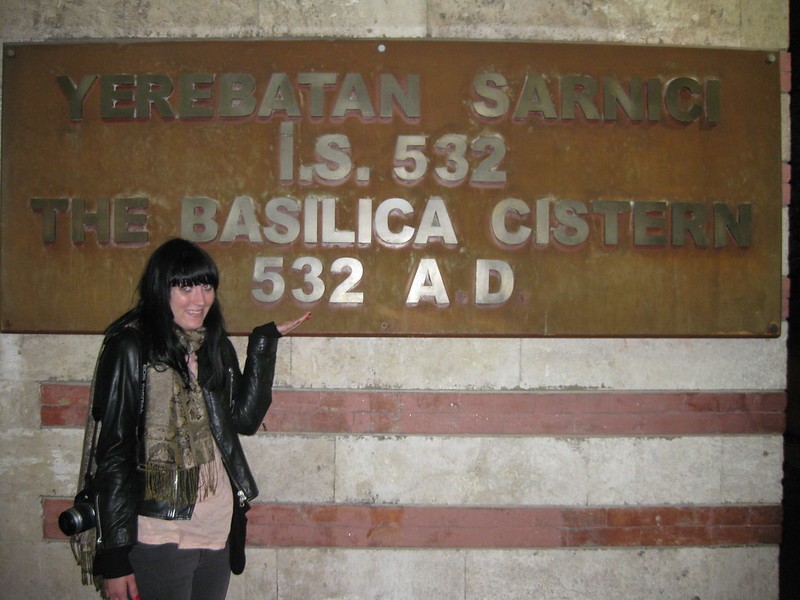 YEREBATAN SARNICI
İ.S. 532
THE BASILICA CISTERN
532 A.D.